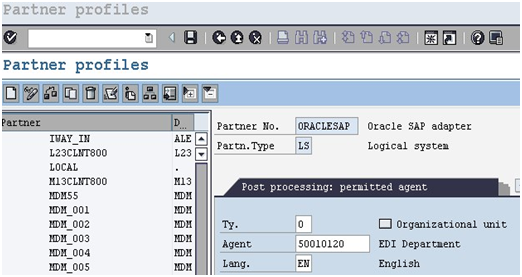 Partner profiles
Partner profiles
Partner D...
IWAY_IN ALE
L23CLNT800 L23
LOCAL .
M13CLNT800 M13
MDM55
MDM_001 MDM
MDM_002 MDM
MDM_003 MDM
MDM_004 MDM
MDM_005 MDM
Partner No. ORACLESAP Oracle SAP adapter
Partn.Type LS Logical system
Post processing: permitted agent
Ty. O Organizational unit
Agent 50010120 EDI Department
Lang. EN English